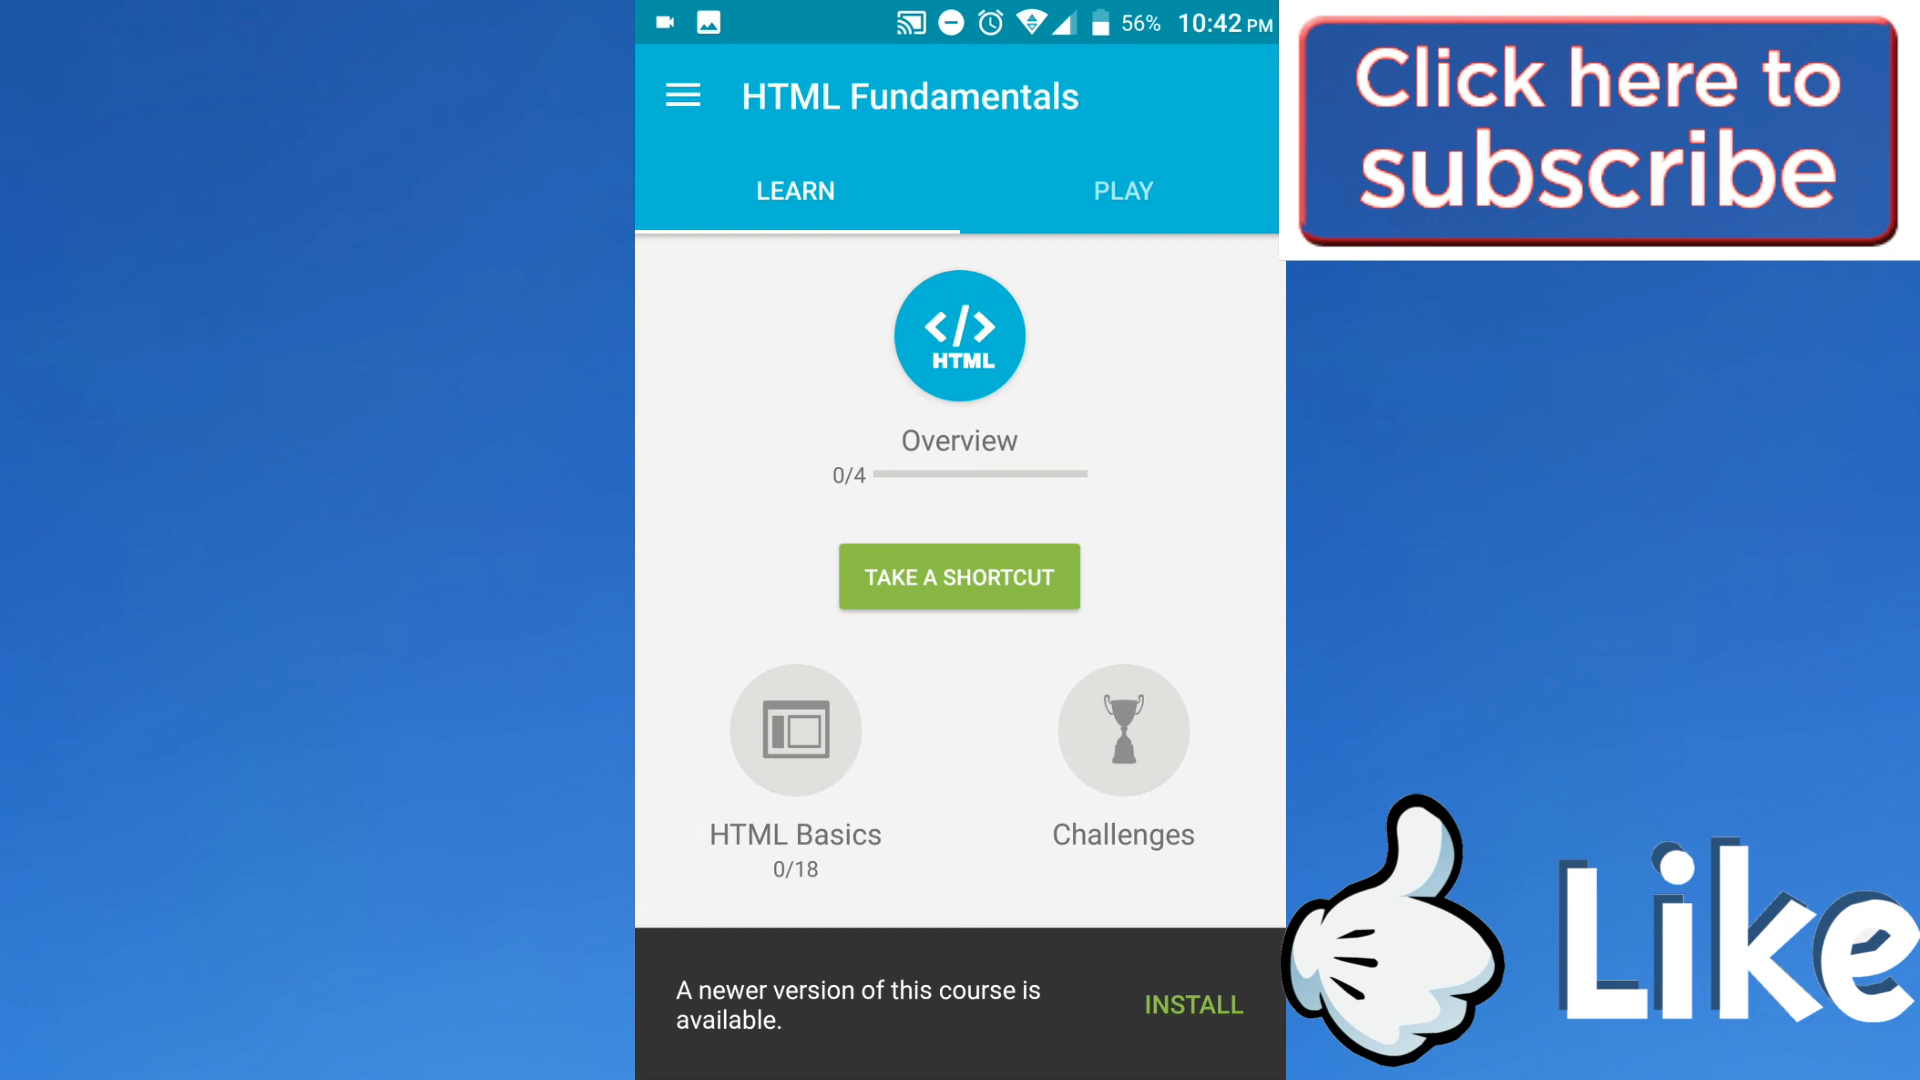 56% 10:42 PM
HTML Fundamentals
LEARN PLAY
</>
HTML
Overview
0/4
TAKE A SHORTCUT
HTML Basics
0/18
Challenges
A newer version of this course is
available.
INSTALL
Click here to
subscribe
Like